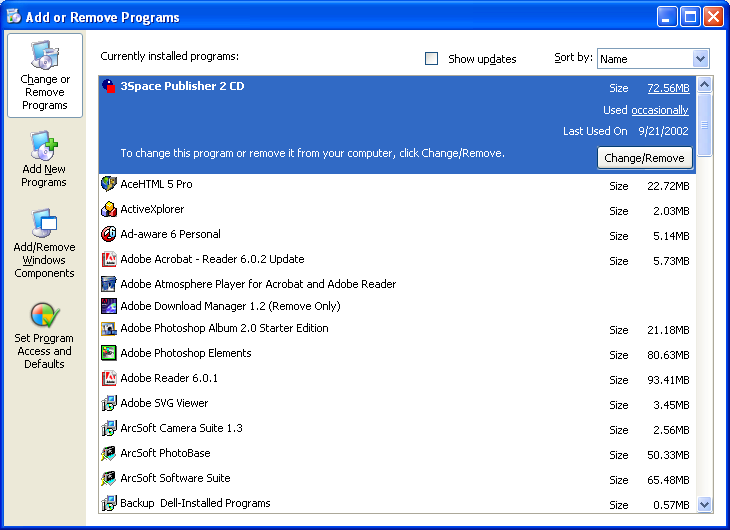 Add or Remove Programs
Change or
Remove
Programs
Add New
Programs
Add/Remove
Windows
Components
Set Program
Access and
Defaults
Currently installed programs:
Show updates
Sort by:
Name
3Space Publisher 2 CD
Size 72.56MB
Used occasionally
Last Used On 9/21/2002
To change this program or remove it from your computer, click Change/Remove.
Change/Remove
AceHTML 5 Pro Size 22.72MB
ActiveXplorer Size 2.03MB
Ad-aware 6 Personal Size 5.14MB
Adobe Acrobat - Reader 6.0.2 Update Size 5.73MB
Adobe Atmosphere Player for Acrobat and Adobe Reader
Adobe Download Manager 1.2 (Remove Only)
Adobe Photoshop Album 2.0 Starter Edition Size 21.18MB
Adobe Photoshop Elements Size 80.63MB
Adobe Reader 6.0.1 Size 93.41MB
Adobe SVG Viewer Size 3.45MB
ArcSoft Camera Suite 1.3 Size 2.56MB
ArcSoft PhotoBase Size 50.33MB
ArcSoft Software Suite Size 65.48MB
Backup Dell-Installed Programs Size 0.57MB